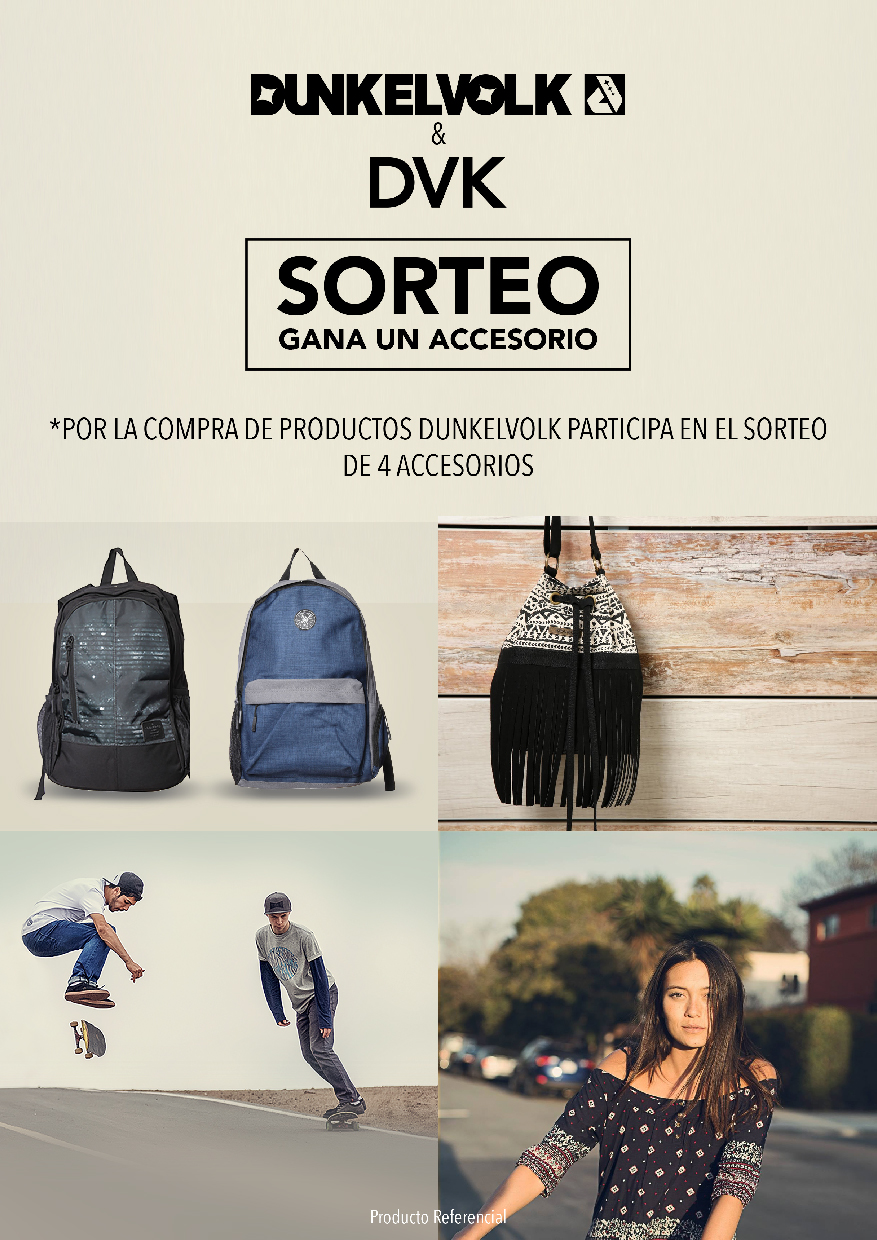 DUNKELVOLK
&
DVK
SORTEO
GANA UN ACCESORIO
*POR LA COMPRA DE PRODUCTOS DUNKELVOLK PARTICIPA EN EL SORTEO
DE 4 ACCESORIOS
Producto Referencial